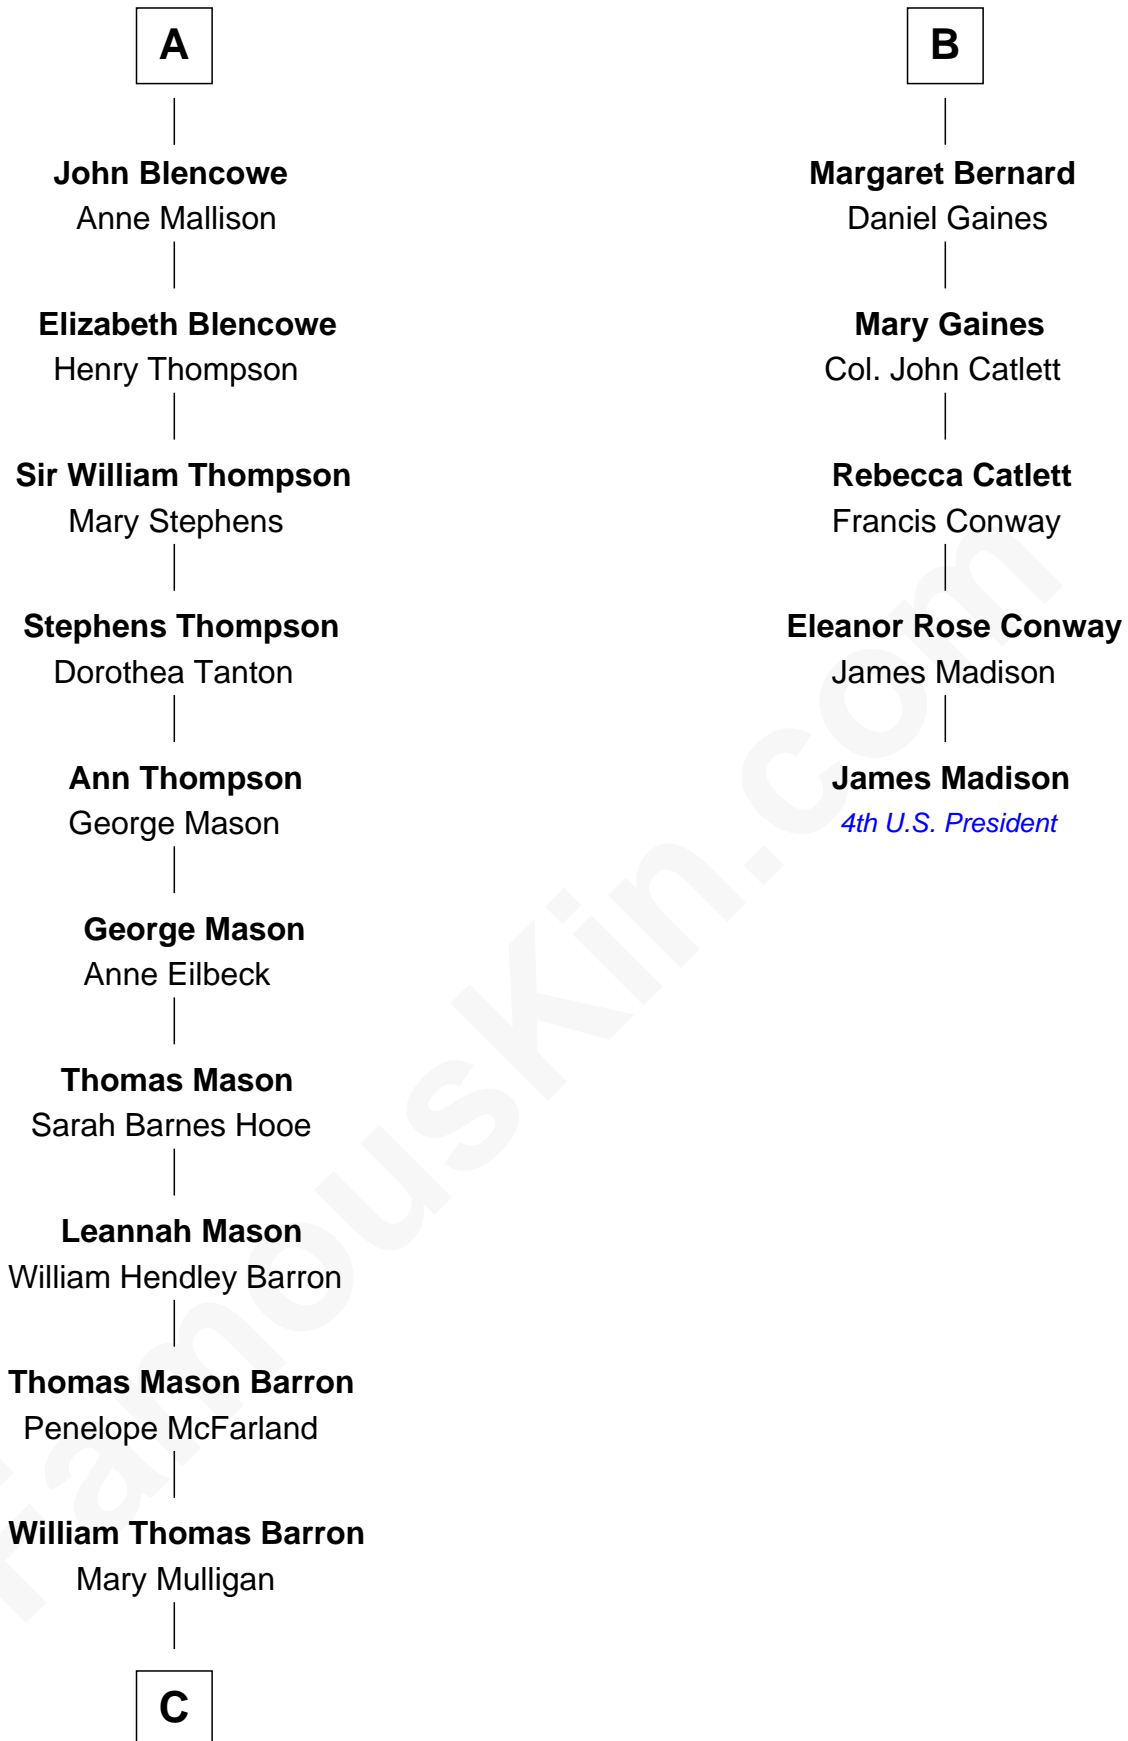 A
John Blencowe
Anne Mallison
Elizabeth Blencowe
Henry Thompson
Sir William Thompson
Mary Stephens
Stephens Thompson
Dorothea Tanton
Ann Thompson
George Mason
George Mason
Anne Eilbeck
Thomas Mason
Sarah Barnes Hooe
Leannah Mason
William Hendley Barron
Thomas Mason Barron
Penelope McFarland
William Thomas Barron
Mary Mulligan
C
B
Margaret Bernard
Daniel Gaines
Mary Gaines
Col. John Catlett
Rebecca Catlett
Francis Conway
Eleanor Rose Conway
James Madison
James Madison
4th U.S. President
FamousKin.com